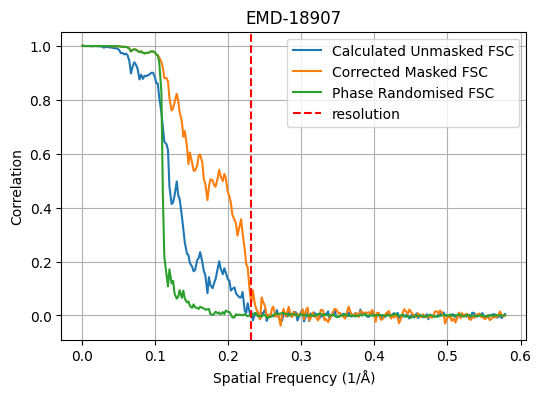 EMD-18907
Calculated Unmasked FSC
Corrected Masked FSC
Phase Randomised FSC
resolution
Correlation
1.0
0.8
0.6
0.4
0.2
0.0
0.0 0.1 0.2 0.3 0.4 0.5 0.6
Spatial Frequency (1/Å)